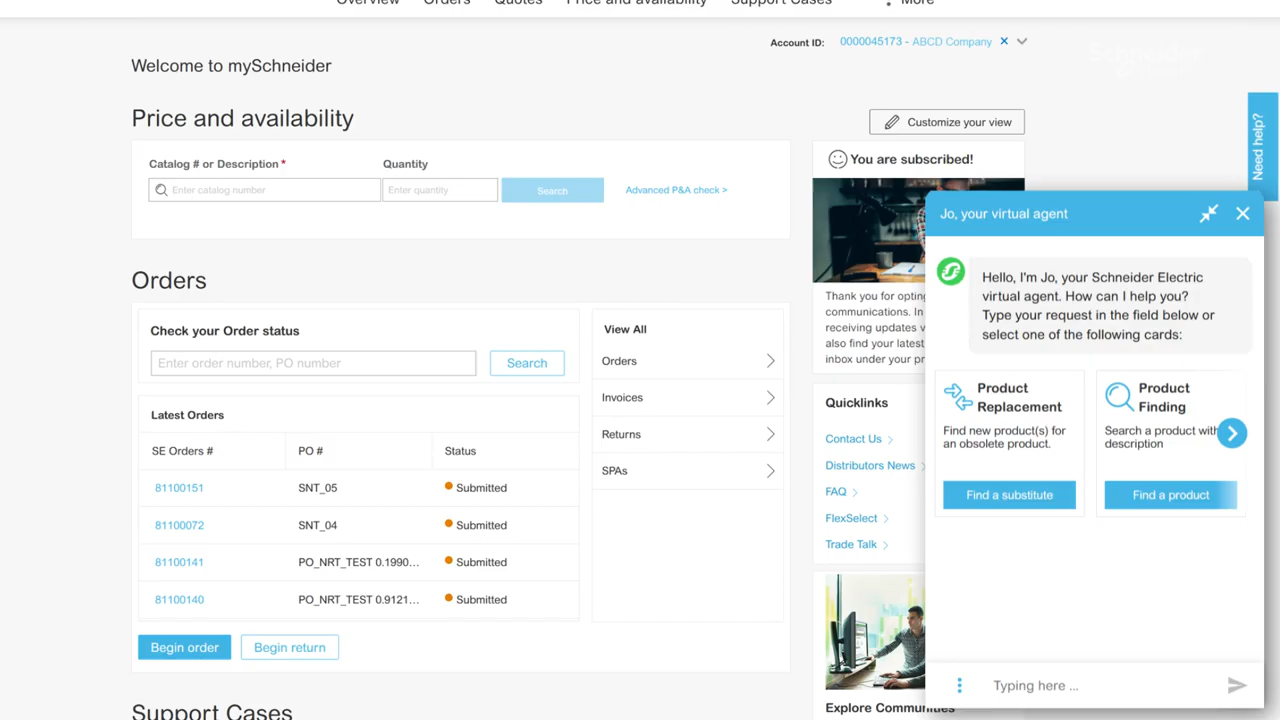 Overview Orders Quotes Price and availability Support Cases More
Account ID: 0000045173 - ABCD Company
Schneider
Electric
Welcome to mySchneider
Price and availability
Customize your view
Catalog # or Description *
Quantity
Enter catalog number
Enter quantity
Search
Advanced P&A check >
You are subscribed!
Need help?
Thank you for opting
communications. In
receiving updates v
also find your latest
inbox under your pr
Orders
Check your Order status
Enter order number, PO number
Search
Latest Orders
SE Orders # PO # Status
81100151 SNT_05 Submitted
81100072 SNT_04 Submitted
81100141 PO_NRT_TEST 0.1990... Submitted
81100140 PO_NRT_TEST 0.9121... Submitted
Begin order
Begin return
View All
Orders
Invoices
Returns
SPAs
Quicklinks
Contact Us
Distributors News
FAQ
FlexSelect
Trade Talk
Explore Communities
Support Cases
Jo, your virtual agent
Hello, I'm Jo, your Schneider Electric
virtual agent. How can I help you?
Type your request in the field below or
select one of the following cards:
Product
Replacement
Find new product(s) for
an obsolete product.
Find a substitute
Product
Finding
Search a product with
description
Find a product
Typing here ...